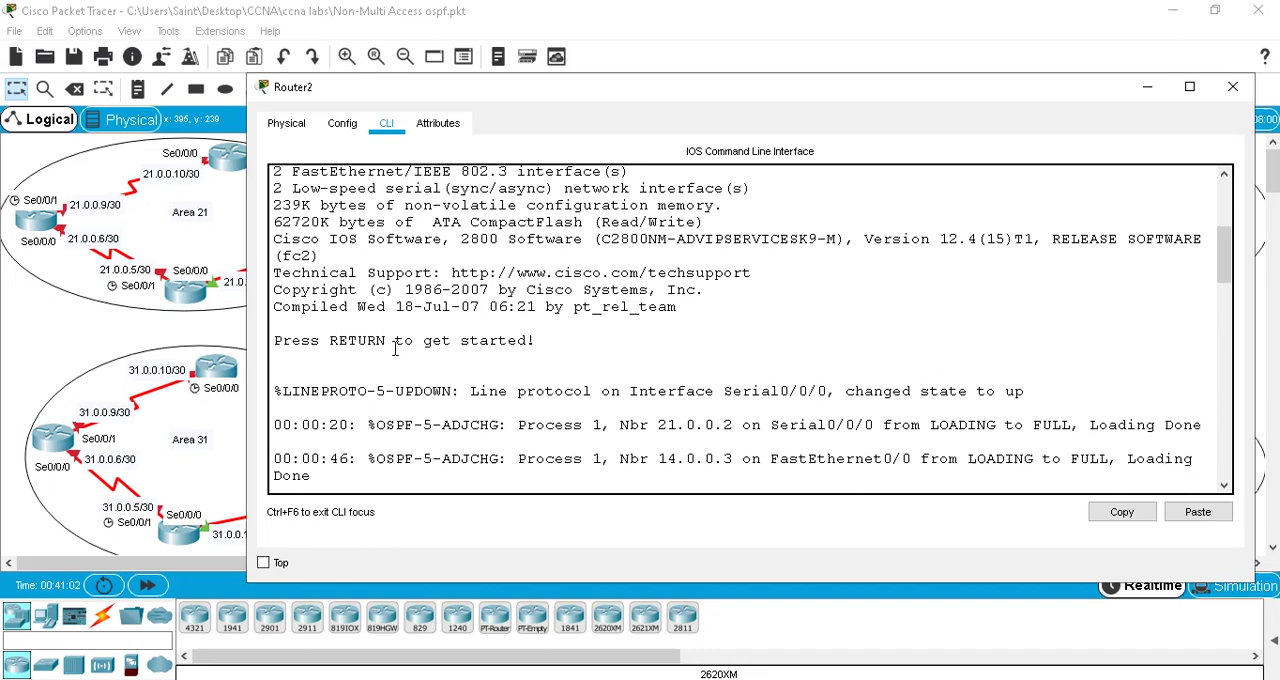 Cisco Packet Tracer - C:\Users\Saint\Desktop\CCNA\ccna labs\Non-Multi Access ospf.pkt
File Edit Options View Tools Extensions Help
?
Logical Physical x: 395, y: 239
08:00
Router2
Physical Config CLI Attributes
IOS Command Line Interface
2 FastEthernet/IEEE 802.3 interface(s)
2 Low-speed serial(sync/async) network interface(s)
239K bytes of non-volatile configuration memory.
62720K bytes of ATA CompactFlash (Read/Write)
Cisco IOS Software, 2800 Software (C2800NM-ADVIPSERVICESK9-M), Version 12.4(15)T1, RELEASE SOFTWARE
(fc2)
Technical Support: http://www.cisco.com/techsupport
Copyright (c) 1986-2007 by Cisco Systems, Inc.
Compiled Wed 18-Jul-07 06:21 by pt_rel_team
Press RETURN to get started!
%LINEPROTO-5-UPDOWN: Line protocol on Interface Serial0/0/0, changed state to up
00:00:20: %OSPF-5-ADJCHG: Process 1, Nbr 21.0.0.2 on Serial0/0/0 from LOADING to FULL, Loading Done
00:00:46: %OSPF-5-ADJCHG: Process 1, Nbr 14.0.0.3 on FastEthernet0/0 from LOADING to FULL, Loading
Done
Ctrl+F6 to exit CLI focus
Copy Paste
Top
Se0/0/0
21.0.0.10/30
Se0/0/1
21.0.0.9/30
Area 21
Se0/0/0
21.0.0.6/30
21.0.0.5/30 Se0/0/0
Se0/0/1
21.0.
31.0.0.10/30
Se0/0/0
31.0.0.9/30
Se0/0/1
Area 31
31.0.0.6/30
Se0/0/0
31.0.0.5/30 Se0/0/0
Se0/0/1
31.0.
Time: 00:41:02
Realtime Simulation
4321 1941 2901 2911 819IOX 819HGW 829 1240 PT-Router PT-Empty 1841 2620XM 2621XM 2811
2620XM